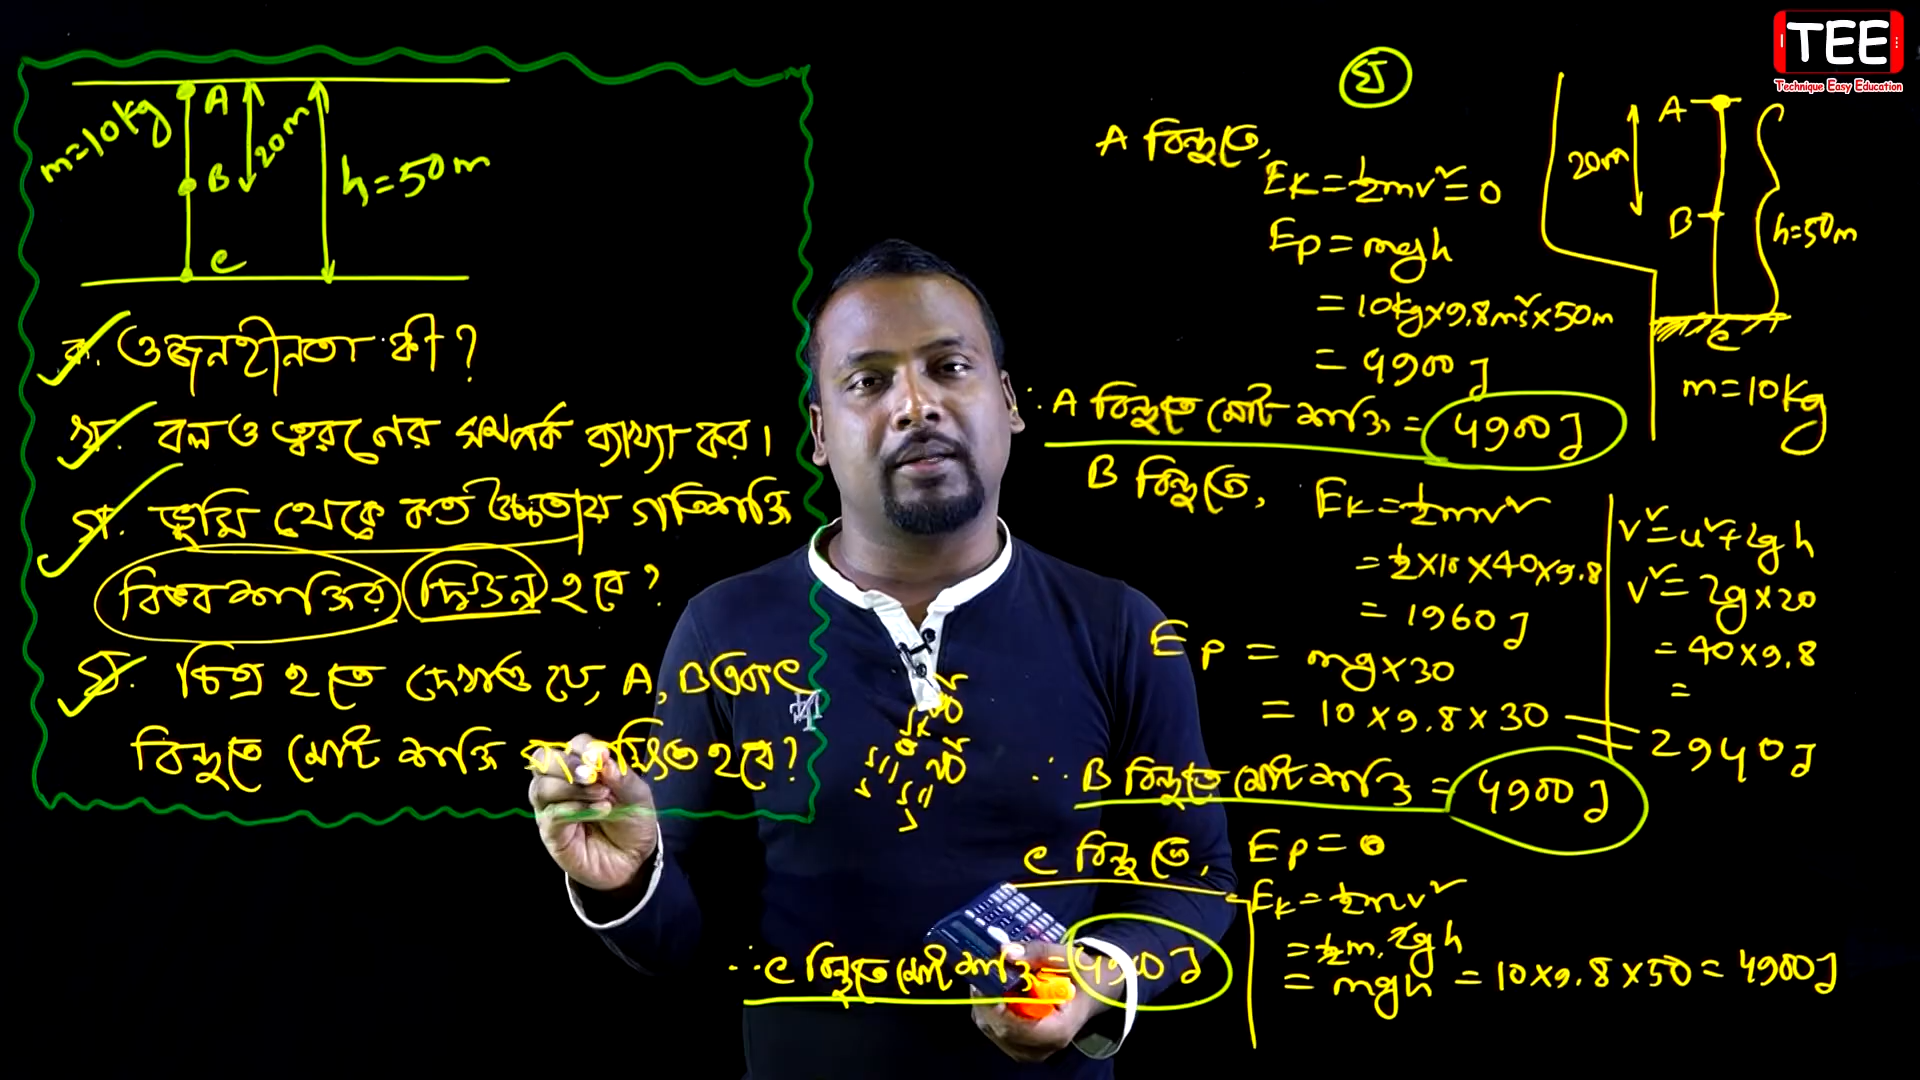 TEE
Technique Easy Education
m=10kg
A
20m
B
h=50m
C
ক. ওজনহীনতা কী?
খ. বল ও ত্বরণের সম্পর্ক ব্যাখ্যা কর।
গ. ভূমি থেকে কত উচ্চতায় গতিশক্তি
বিভবশক্তির দ্বিগুন হবে?
ঘ. চিত্র হতে দেখাও যে, A, B এবং C
বিন্দুতে মোট শক্তি হবে?
ঘ
A বিন্দুতে,
Eₖ = ½mv² = 0
Eₚ = mgh
= 10kg×9.8ms⁻²×50m
= 4900 J
∴ A বিন্দুতে মোট শক্তি = 4900 J
A
20m
B
h=50m
C
m=10kg
B বিন্দুতে, Eₖ = ½mv²
= ½×10×40×9.8
= 1960 J
v² = u²+2gh
v² = 2g×20
= 40×9.8
=
Eₚ = mg×30
= 10×9.8×30 = 2940J
∴ B বিন্দুতে মোট শক্তি = 4900 J
C বিন্দুতে, Eₚ = 0
Eₖ = ½mv²
= ½m.2gh
= mgh = 10×9.8×50 = 4900J
∴ C বিন্দুতে মোট শক্তি = 4900 J